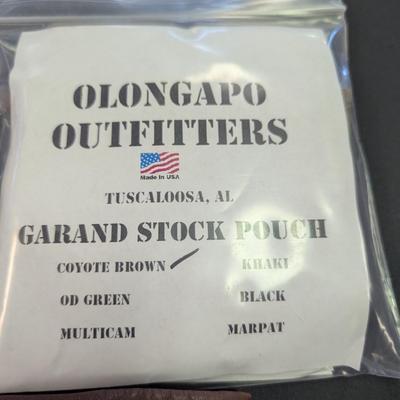 OLONGAPO
OUTFITTERS
Made In USA
TUSCALOOSA, AL
GARAND STOCK POUCH
COYOTE BROWN KHAKI
OD GREEN BLACK
MULTICAM MARPAT